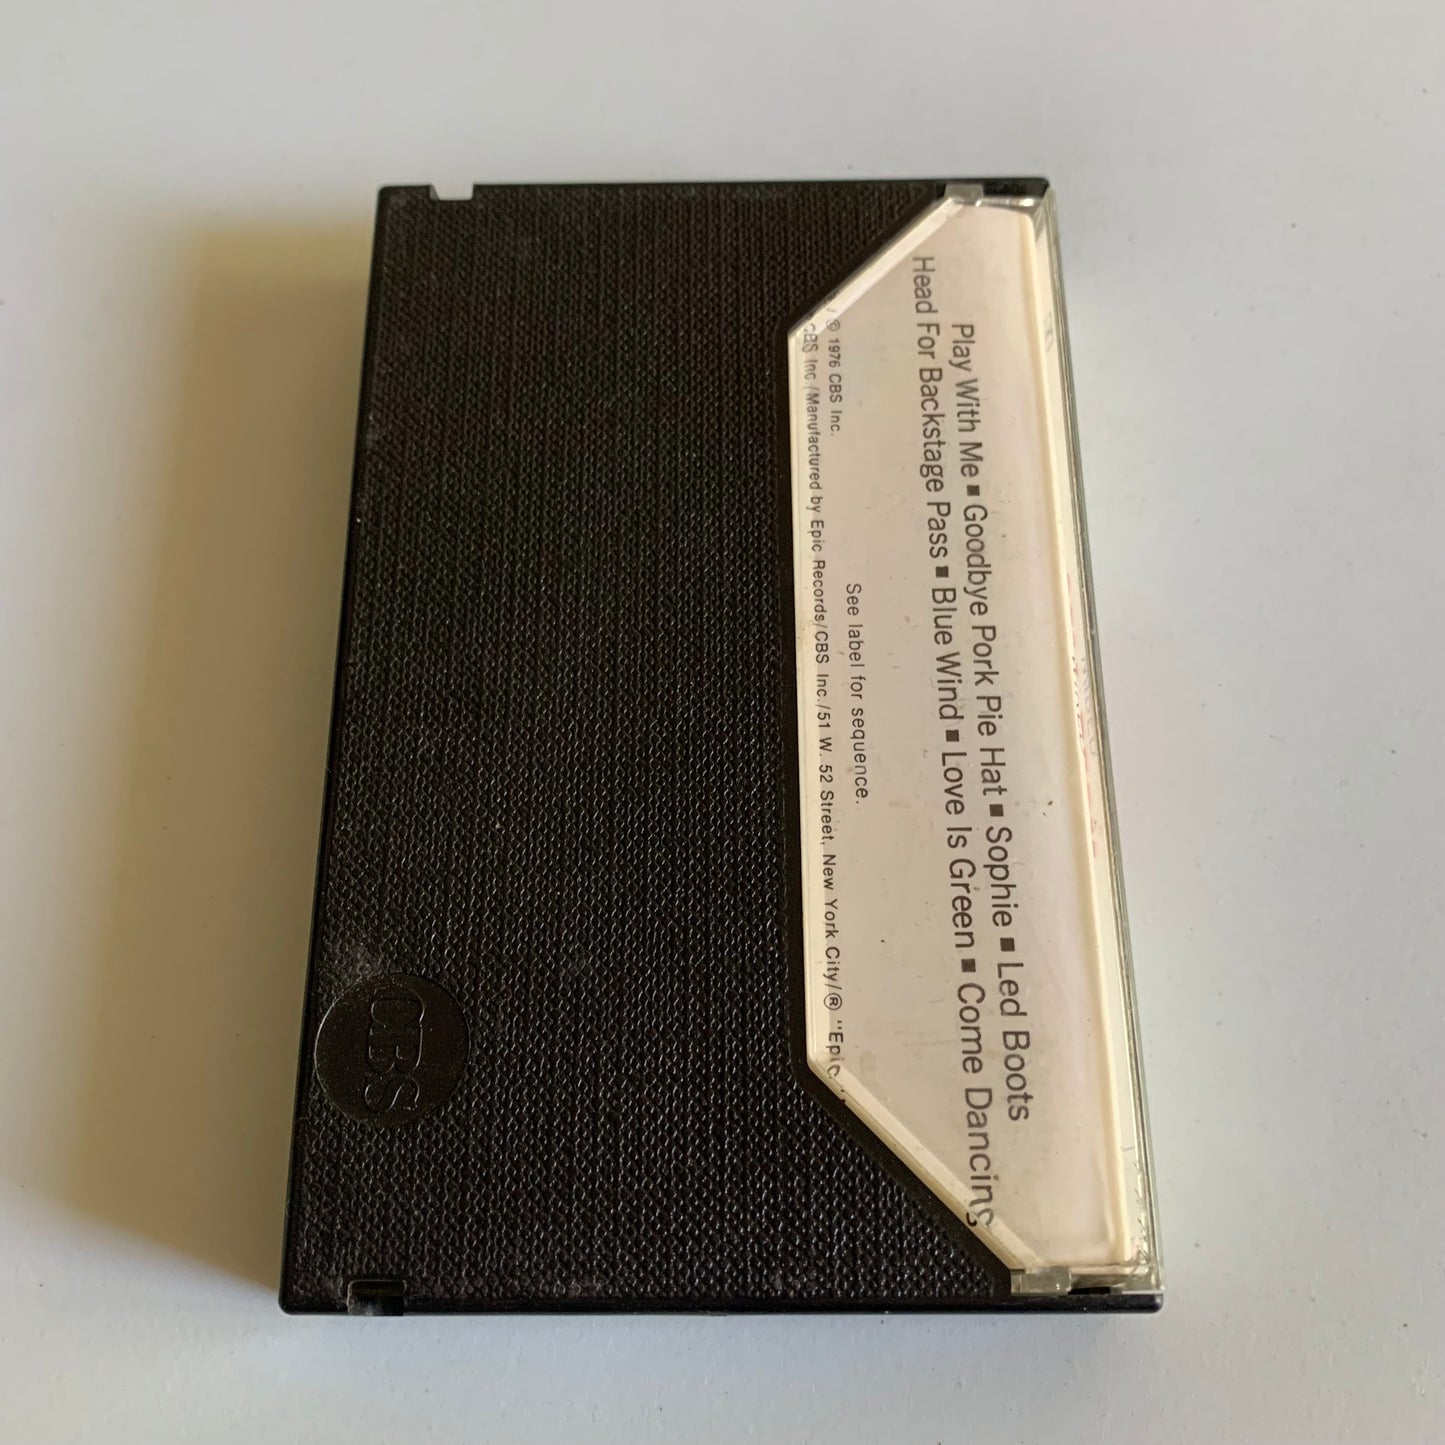 Play With Me ■ Goodbye Pork Pie Hat ■ Sophie ■ Led Boots
Head For Backstage Pass ■ Blue Wind ■ Love Is Green ■ Come Dancing
See label for sequence.
© 1976 CBS Inc.
CBS Inc./Manufactured by Epic Records/CBS Inc./51 W. 52 Street, New York City/® "Epic,"
CBS